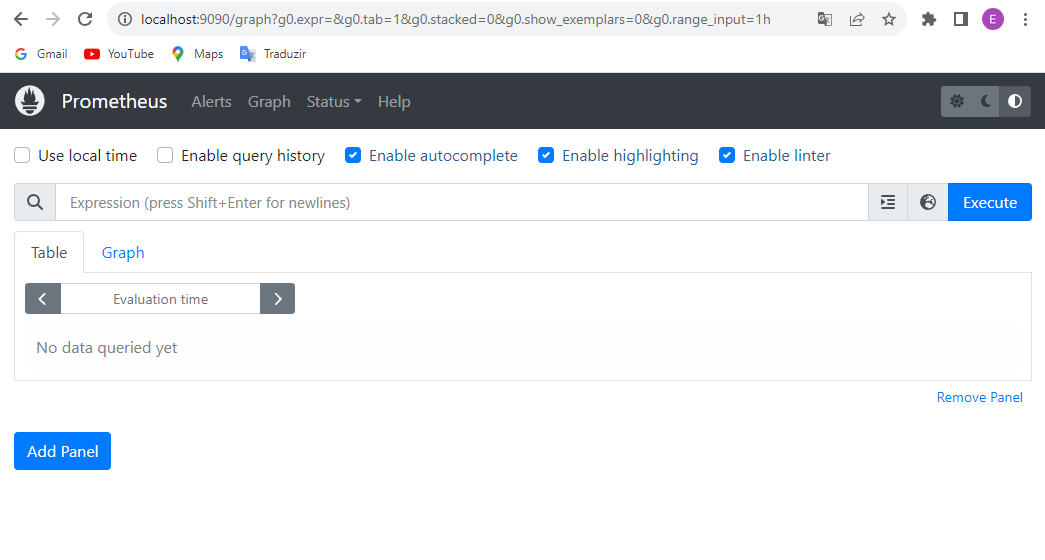 localhost:9090/graph?g0.expr=&g0.tab=1&g0.stacked=0&g0.show_exemplars=0&g0.range_input=1h
E
Gmail YouTube Maps Traduzir
Prometheus Alerts Graph Status Help
Use local time Enable query history Enable autocomplete Enable highlighting Enable linter
Expression (press Shift+Enter for newlines) Execute
Table Graph
Evaluation time
No data queried yet
Remove Panel
Add Panel